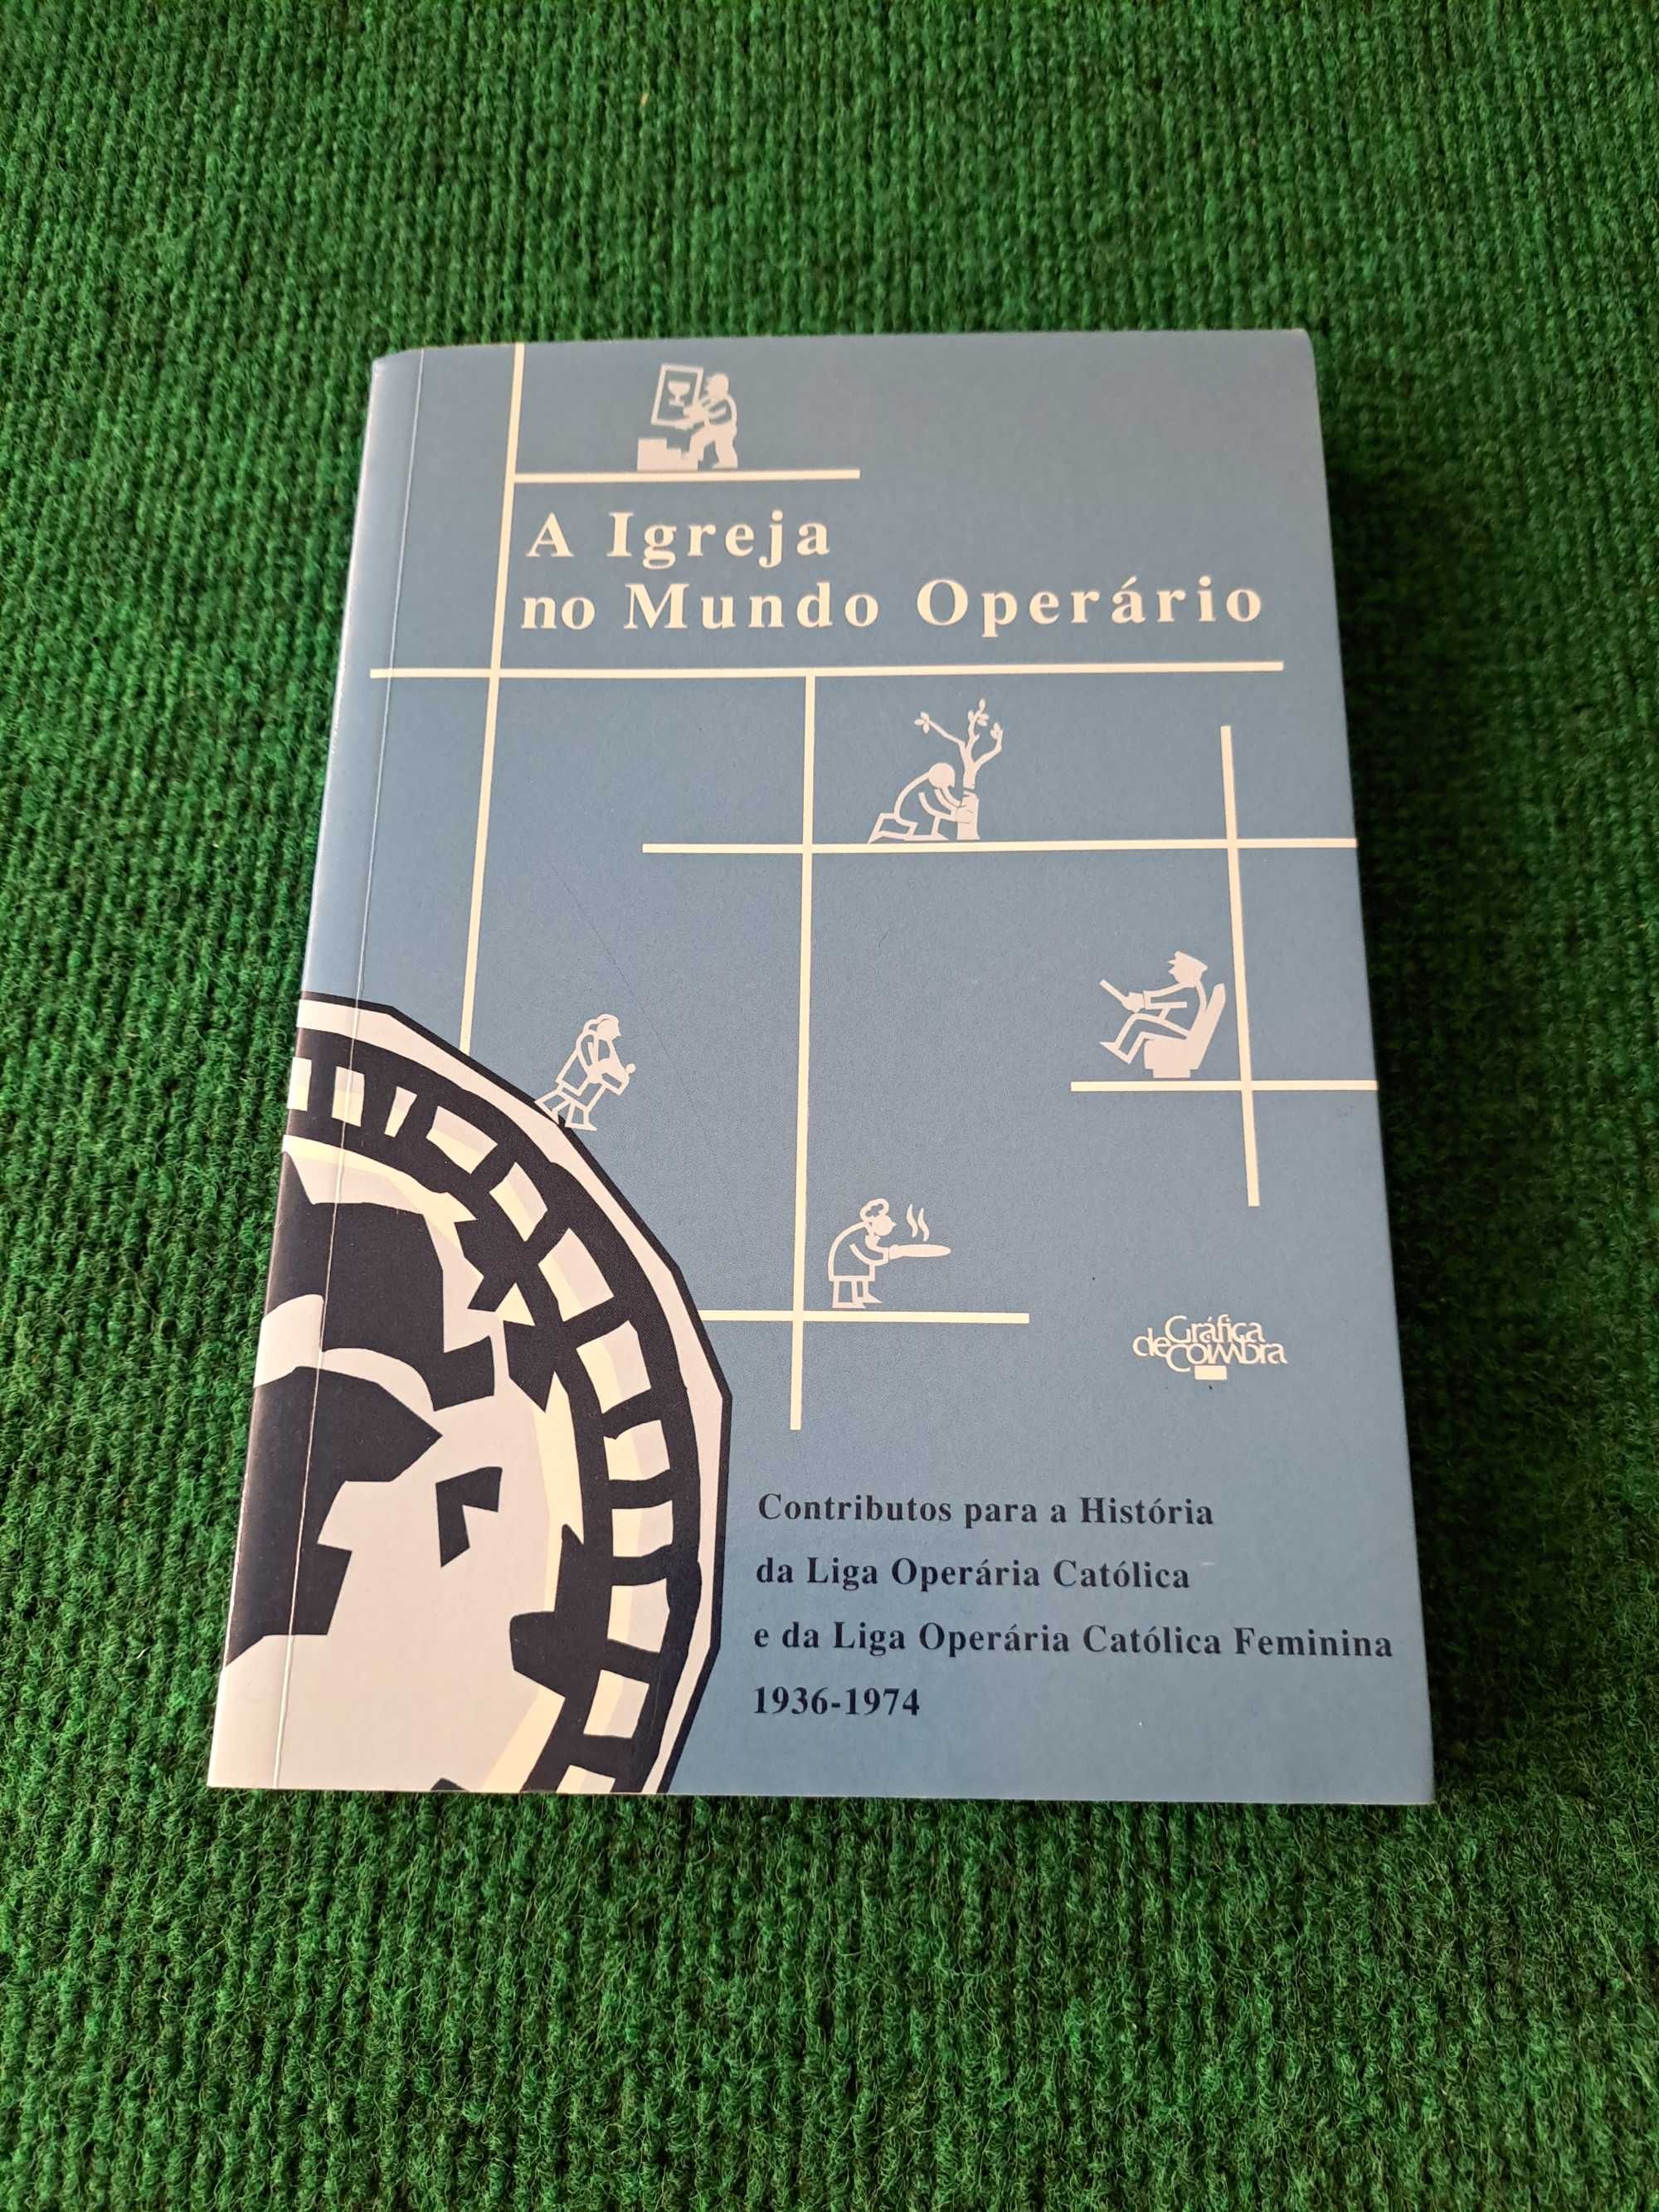 A Igreja
no Mundo Operário
Gráfica
de Coimbra
Contributos para a História
da Liga Operária Católica
e da Liga Operária Católica Feminina
1936-1974